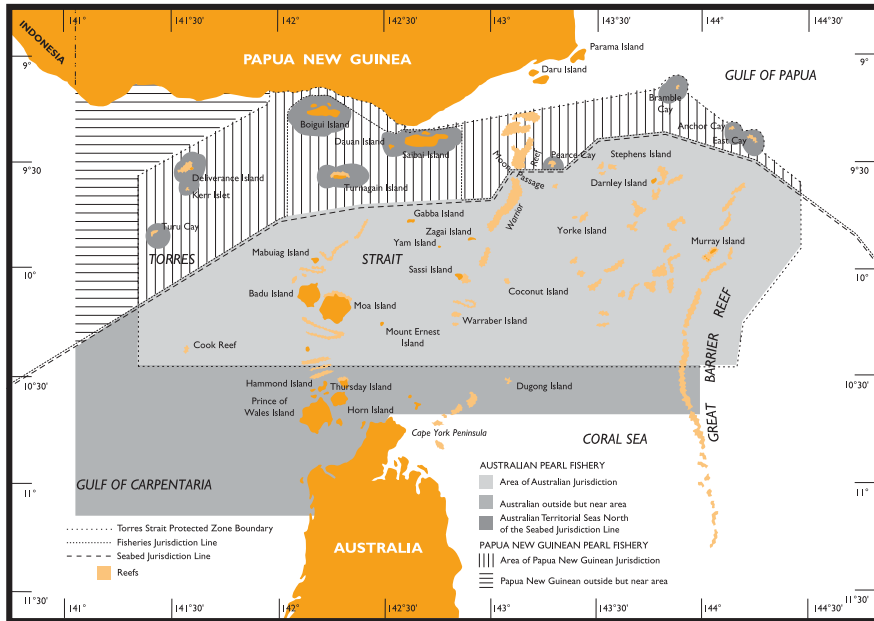 141°
141°30'
142°
142°30'
143°
143°30'
144°
144°30'
INDONESIA
PAPUA NEW GUINEA
Parama Island
Daru Island
GULF OF PAPUA
9°
9°
Bramble
Cay
Boigui Island
Anchor Cay
East Cay
Dauan Island
Saibai Island
Moon Passage
Reef
Pearce Cay
Stephens Island
9°30'
9°30'
Deliverance Island
Kerr Islet
Turnagain Island
Darnley Island
Warrior
Gabba Island
Turu Cay
Zagai Island
Yam Island
Yorke Island
Murray Island
Mabuiag Island
TORRES
STRAIT
10°
10°
Sassi Island
Badu Island
Moa Island
Coconut Island
Warraber Island
Mount Ernest
Island
Cook Reef
GREAT BARRIER REEF
10°30'
10°30'
Hammond Island
Thursday Island
Dugong Island
Prince of
Wales Island
Horn Island
Cape York Peninsula
CORAL SEA
GULF OF CARPENTARIA
11°
11°
AUSTRALIAN PEARL FISHERY
Area of Australian Jurisdiction
Australian outside but near area
Australian Territorial Seas North
of the Seabed Jurisdiction Line
PAPUA NEW GUINEAN PEARL FISHERY
Area of Papua New Guinean Jurisdiction
Papua New Guinean outside but near area
Torres Strait Protected Zone Boundary
Fisheries Jurisdiction Line
Seabed Jurisdiction Line
Reefs
AUSTRALIA
11°30'
11°30'
141°
141°30'
142°
142°30'
143°
143°30'
144°
144°30'